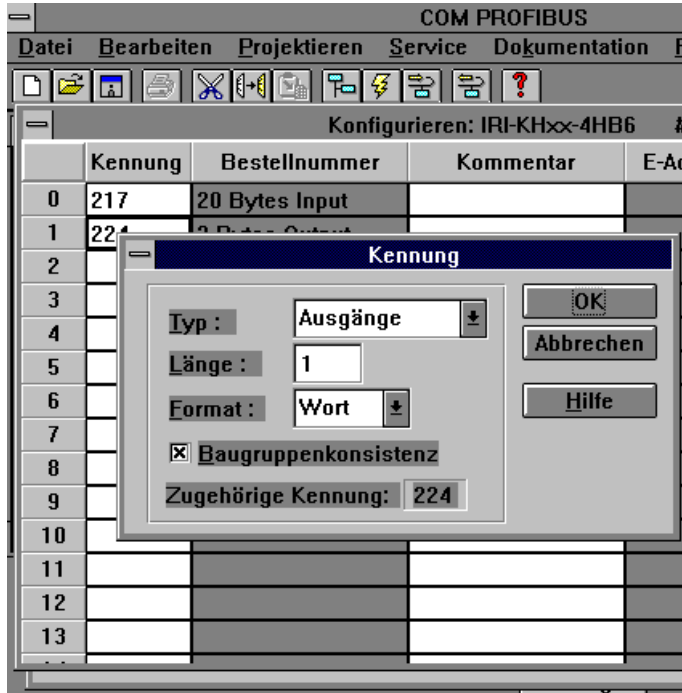 COM PROFIBUS
Datei Bearbeiten Projektieren Service Dokumentation
Konfigurieren: IRI-KHxx-4HB6 #
Kennung Bestellnummer Kommentar
0 217 20 Bytes Input
1 224
Kennung
2
3
4
5
6
7
8
9
10
11
12
13
Typ : Ausgänge
Länge : 1
Format : Wort
Baugruppenkonsistenz
Zugehörige Kennung: 224
OK
Abbrechen
Hilfe